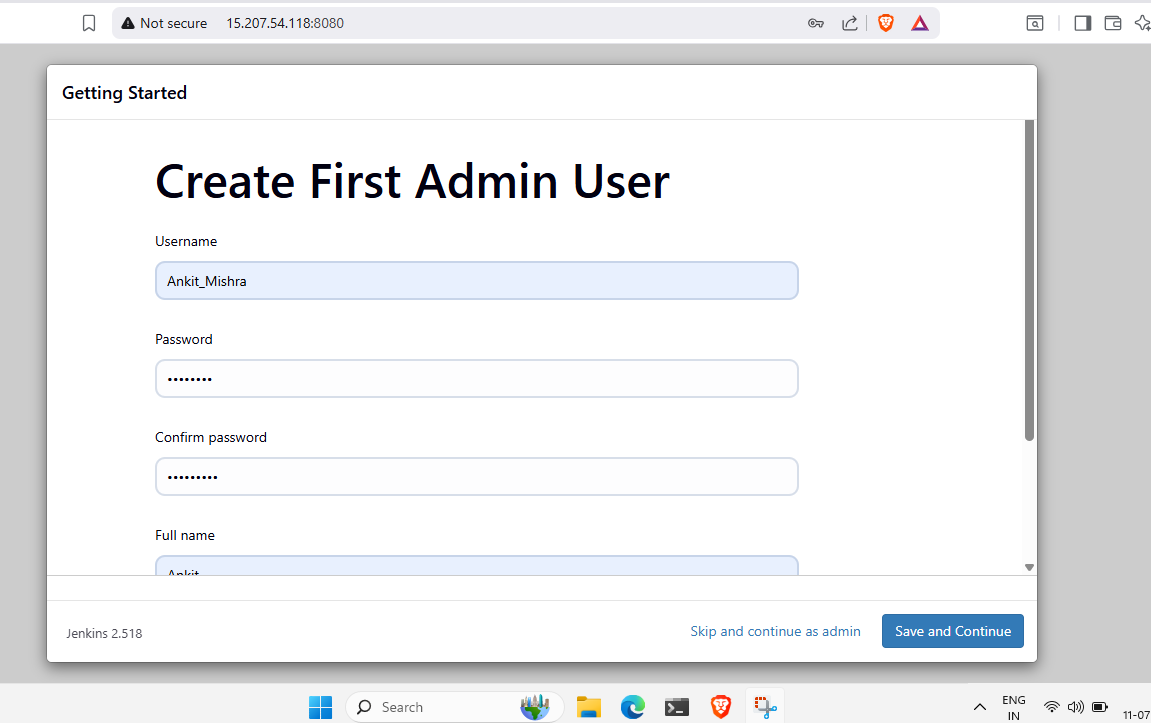 Not secure 15.207.54.118:8080
Getting Started
Create First Admin User
Username
Ankit_Mishra
Password
••••••••
Confirm password
•••••••••
Full name
Ankit
Jenkins 2.518
Skip and continue as admin
Save and Continue
Search
ENG
IN
11-07